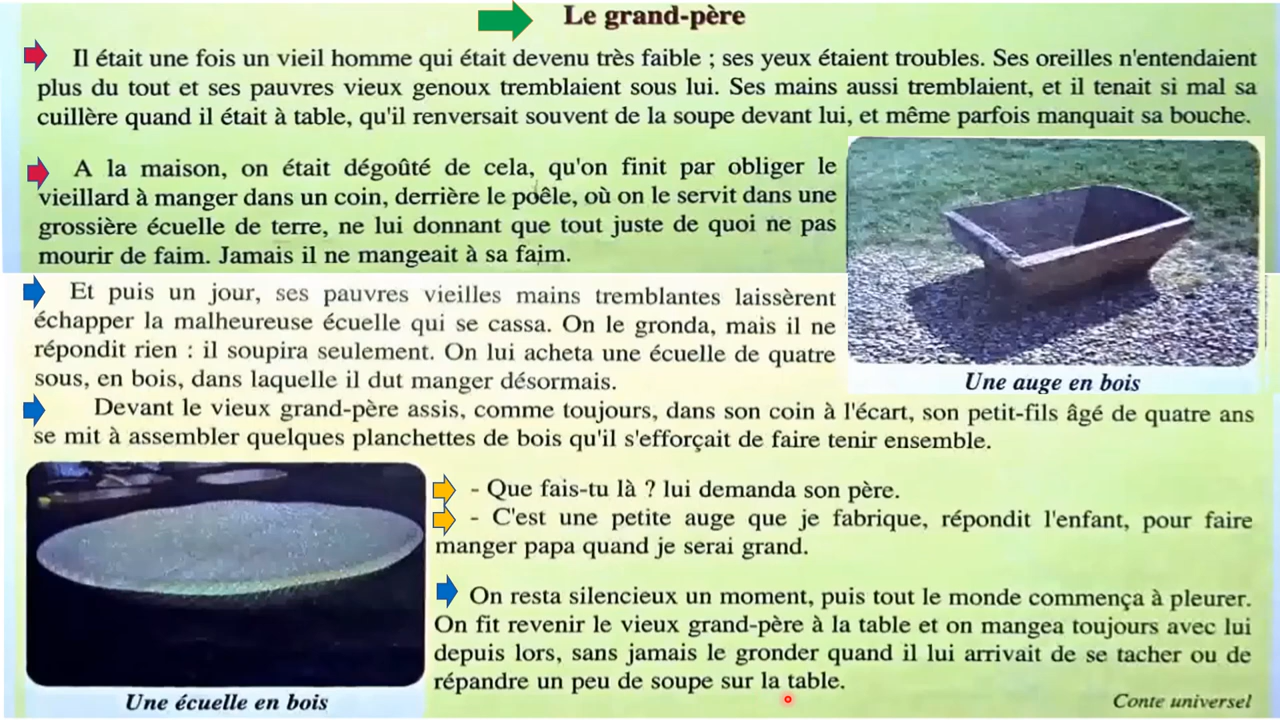 Le grand-père
Il était une fois un vieil homme qui était devenu très faible ; ses yeux étaient troubles. Ses oreilles n'entendaient
plus du tout et ses pauvres vieux genoux tremblaient sous lui. Ses mains aussi tremblaient, et il tenait si mal sa
cuillère quand il était à table, qu'il renversait souvent de la soupe devant lui, et même parfois manquait sa bouche.
A la maison, on était dégoûté de cela, qu'on finit par obliger le
vieillard à manger dans un coin, derrière le poêle, où on le servit dans une
grossière écuelle de terre, ne lui donnant que tout juste de quoi ne pas
mourir de faim. Jamais il ne mangeait à sa faim.
Et puis un jour, ses pauvres vieilles mains tremblantes laissèrent
échapper la malheureuse écuelle qui se cassa. On le gronda, mais il ne
répondit rien : il soupira seulement. On lui acheta une écuelle de quatre
sous, en bois, dans laquelle il dut manger désormais.
Une auge en bois
Devant le vieux grand-père assis, comme toujours, dans son coin à l'écart, son petit-fils âgé de quatre ans
se mit à assembler quelques planchettes de bois qu'il s'efforçait de faire tenir ensemble.
- Que fais-tu là ? lui demanda son père.
- C'est une petite auge que je fabrique, répondit l'enfant, pour faire
manger papa quand je serai grand.
On resta silencieux un moment, puis tout le monde commença à pleurer.
On fit revenir le vieux grand-père à la table et on mangea toujours avec lui
depuis lors, sans jamais le gronder quand il lui arrivait de se tacher ou de
répandre un peu de soupe sur la table.
Une écuelle en bois
Conte universel